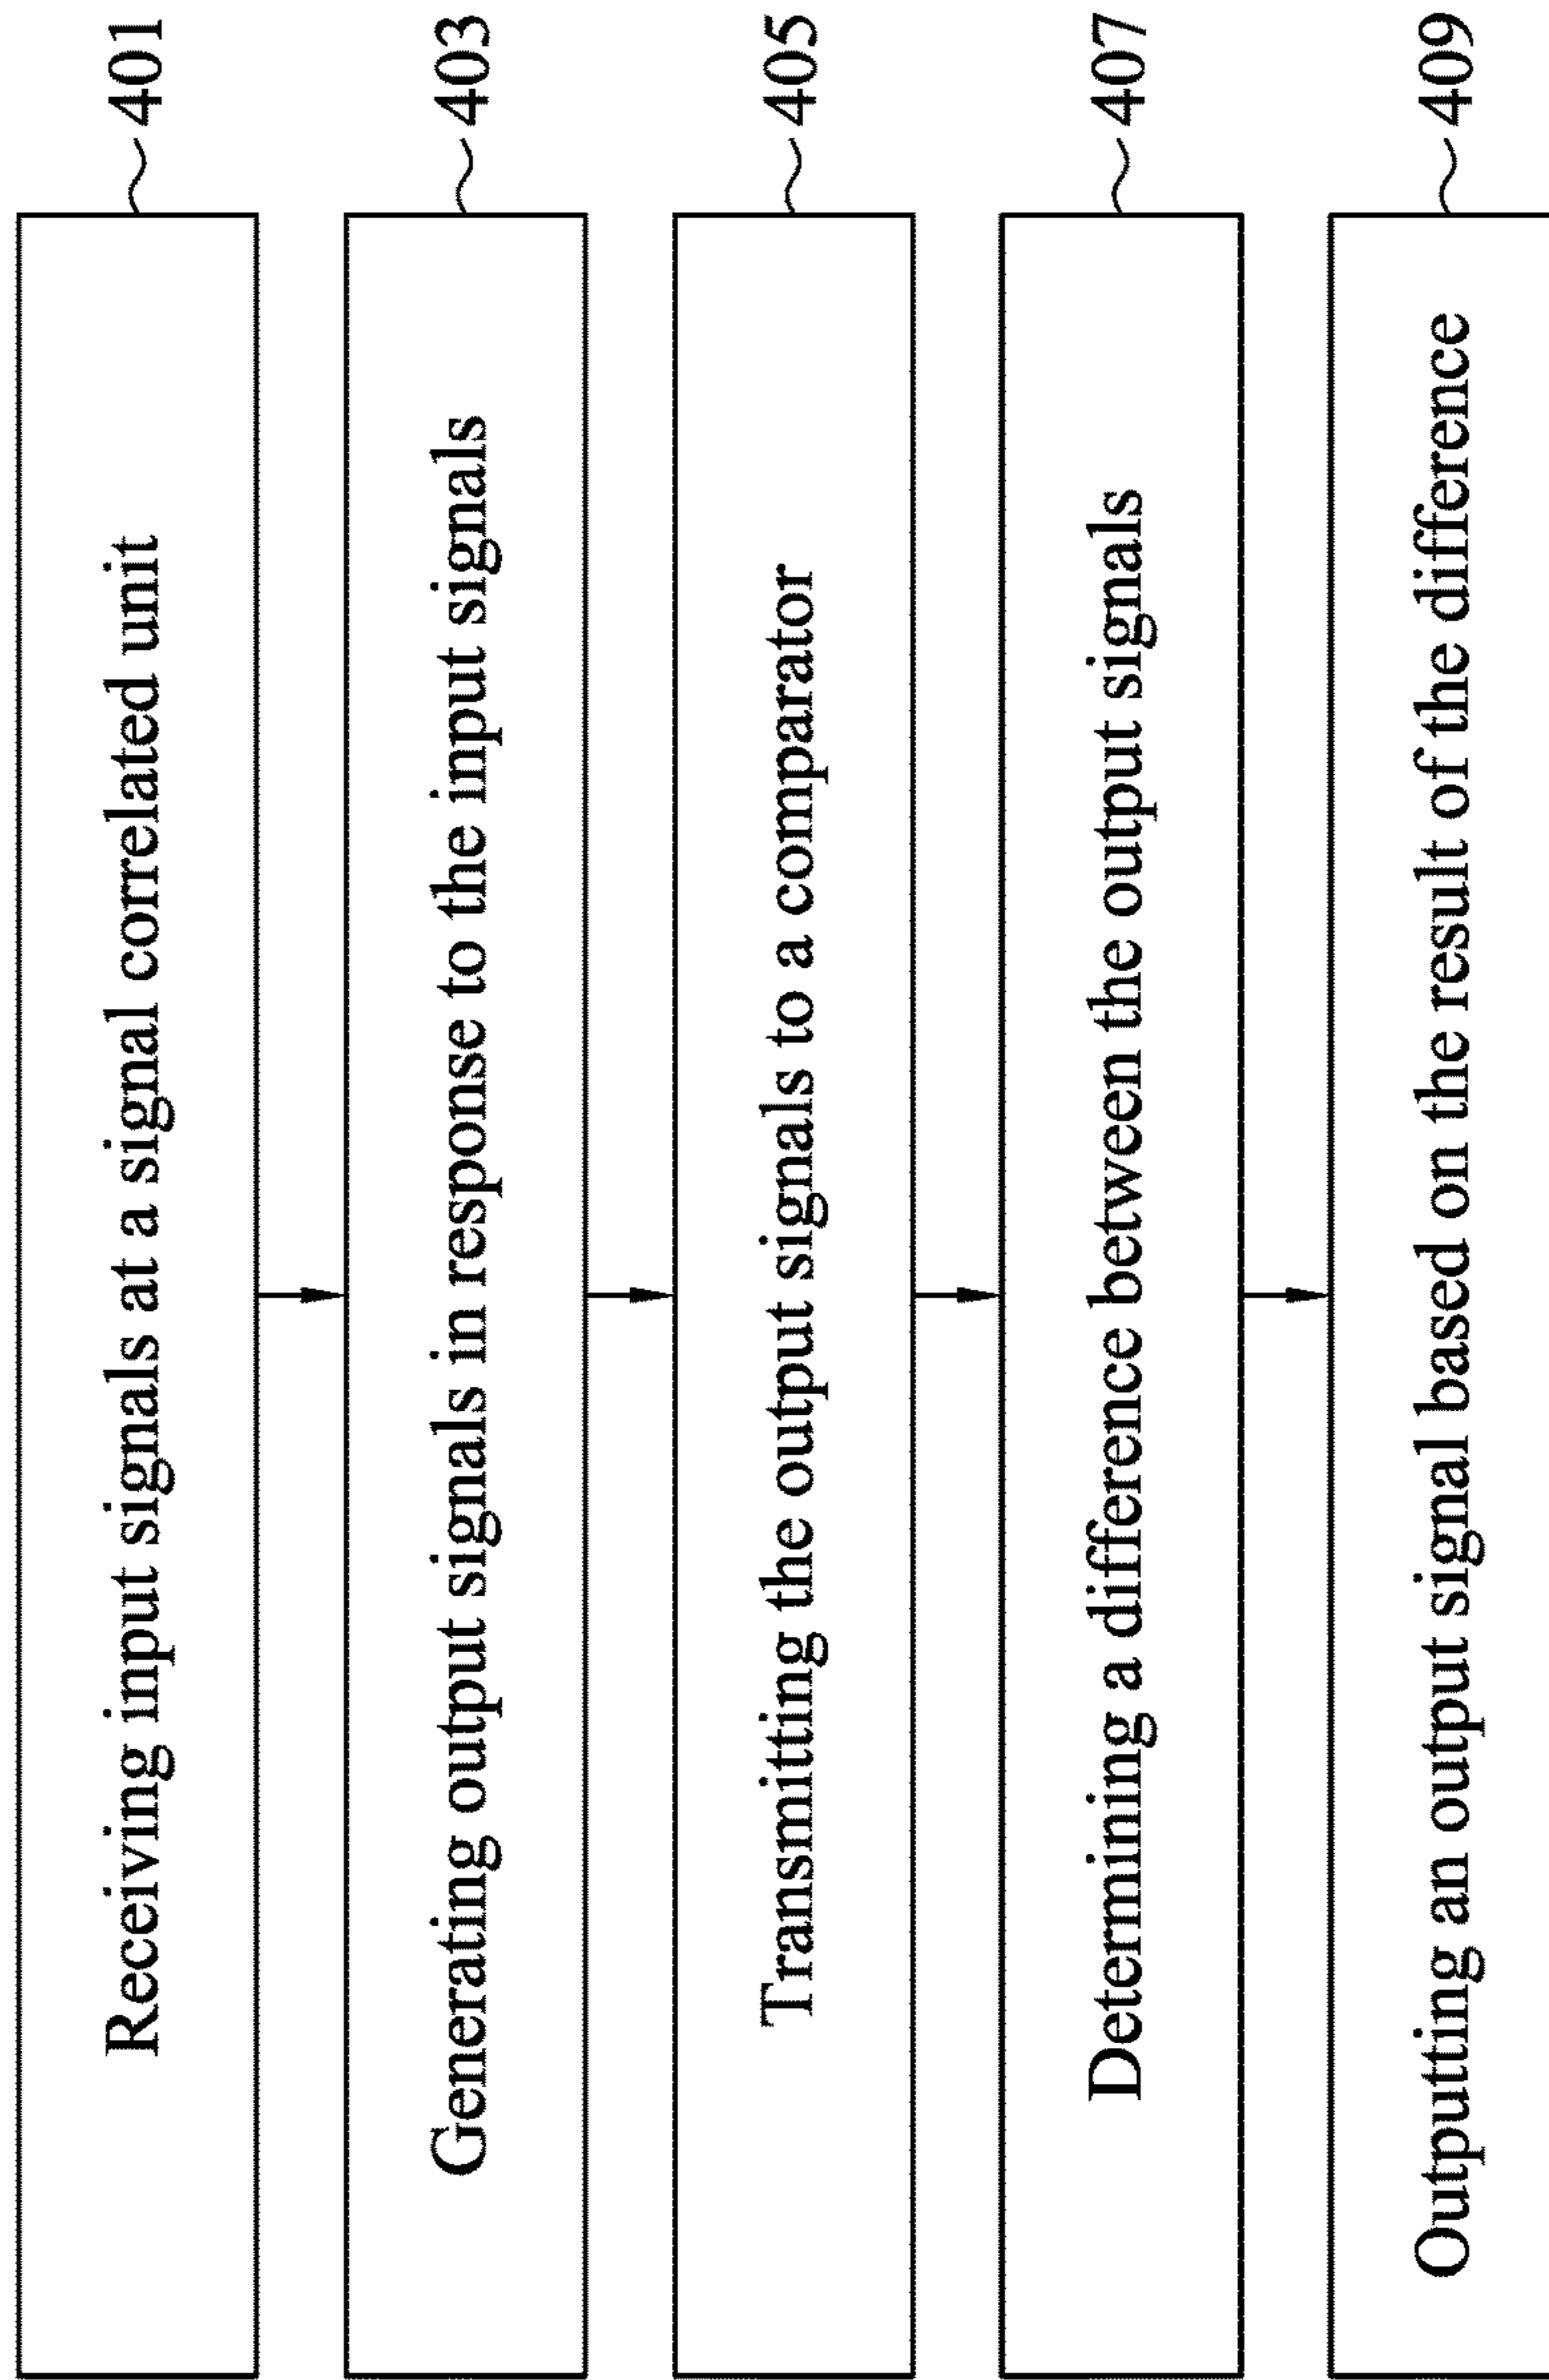 Receiving input signals at a signal correlated unit 401
Generating output signals in response to the input signals 403
Transmitting the output signals to a comparator 405
Determining a difference between the output signals 407
Outputting an output signal based on the result of the difference 409